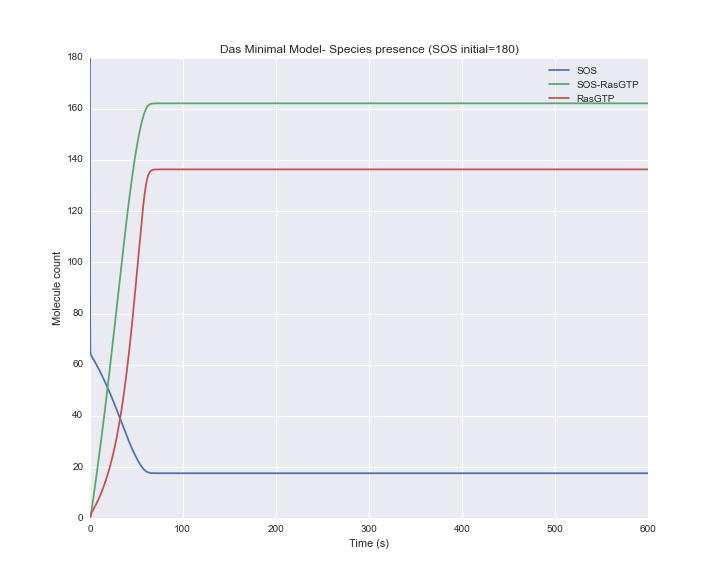 Das Minimal Model- Species presence (SOS initial=180)
180
160
140
120
100
80
60
40
20
0
Molecule count
SOS
SOS-RasGTP
RasGTP
0 100 200 300 400 500 600
Time (s)